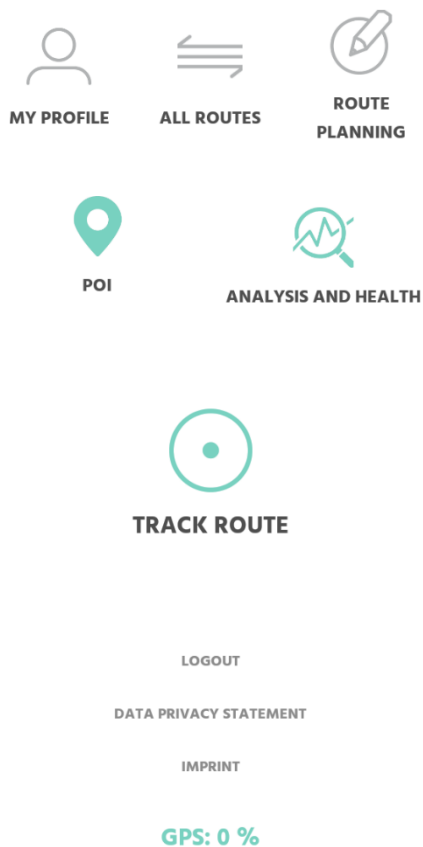 MY PROFILE
ALL ROUTES
ROUTE
PLANNING
POI
ANALYSIS AND HEALTH
TRACK ROUTE
LOGOUT
DATA PRIVACY STATEMENT
IMPRINT
GPS: 0 %